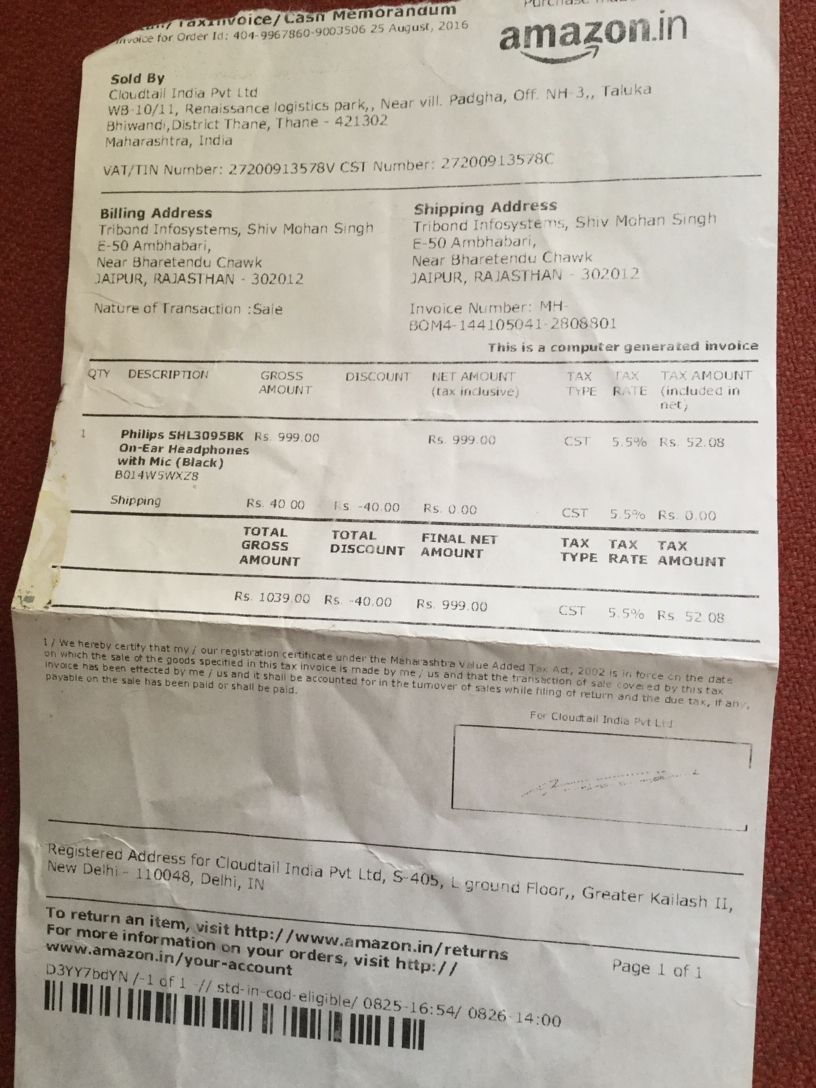 TaxInvoice/Cash Memorandum
Invoice for Order Id: 404-9967860-9003506 25 August, 2016
amazon.in
Sold By
Cloudtail India Pvt Ltd
WB-10/11, Renaissance logistics park,, Near vill. Padgha, Off. NH-3,, Taluka
Bhiwandi,District Thane, Thane - 421302
Maharashtra, India
VAT/TIN Number: 27200913578V CST Number: 27200913578C
Billing Address
Tribond Infosystems, Shiv Mohan Singh
E-50 Ambhabari,
Near Bharetendu Chawk
JAIPUR, RAJASTHAN - 302012
Shipping Address
Tribond Infosystems, Shiv Mohan Singh
E-50 Ambhabari,
Near Bharetendu Chawk
JAIPUR, RAJASTHAN - 302012
Nature of Transaction :Sale
Invoice Number: MH-
BOM4-144105041-2808801
This is a computer generated invoice
QTY DESCRIPTION GROSS DISCOUNT NET AMOUNT TAX TAX TAX AMOUNT
AMOUNT (tax inclusive) TYPE RATE (included in
net)
1 Philips SHL3095BK Rs. 999.00 Rs. 999.00 CST 5.5% Rs. 52.08
On-Ear Headphones
with Mic (Black)
B014W5WXZ8
Shipping Rs. 40.00 Rs -40.00 Rs. 0.00 CST 5.5% Rs. 0.00
TOTAL TOTAL FINAL NET TAX TAX TAX
GROSS DISCOUNT AMOUNT TYPE RATE AMOUNT
AMOUNT
Rs. 1039.00 Rs. -40.00 Rs. 999.00 CST 5.5% Rs. 52.08
1 / We hereby certify that my / our registration certificate under the Maharashtra Value Added Tax Act, 2002 is in force on the date
on which the sale of the goods specified in this tax invoice is made by me / us and that the transaction of sale covered by this tax
invoice has been effected by me / us and it shall be accounted for in the turnover of sales while filing of return and the due tax, if any,
payable on the sale has been paid or shall be paid.
For Cloudtail India Pvt Ltd
Registered Address for Cloudtail India Pvt Ltd, S-405, L ground Floor,, Greater Kailash II,
New Delhi - 110048, Delhi, IN
To return an item, visit http://www.amazon.in/returns
For more information on your orders, visit http://
www.amazon.in/your-account
Page 1 of 1
D3YY7bdYN /-1 of 1 -// std-in-cod-eligible/ 0825-16:54/ 0826-14:00